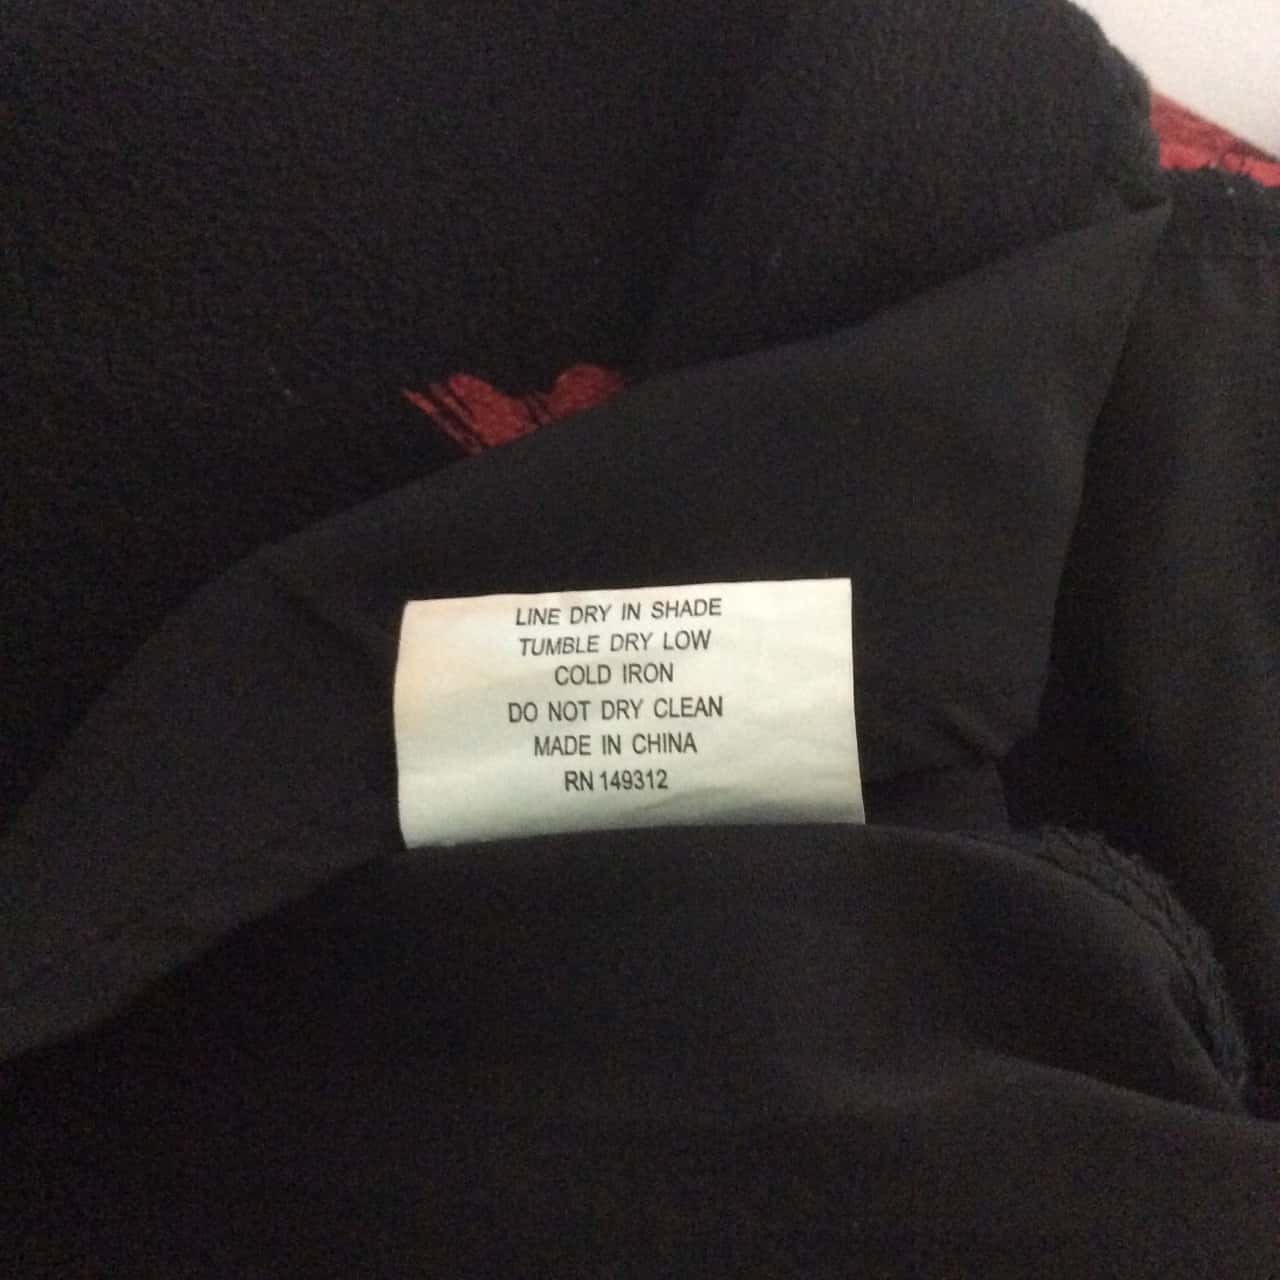 LINE DRY IN SHADE
TUMBLE DRY LOW
COLD IRON
DO NOT DRY CLEAN
MADE IN CHINA
RN 149312